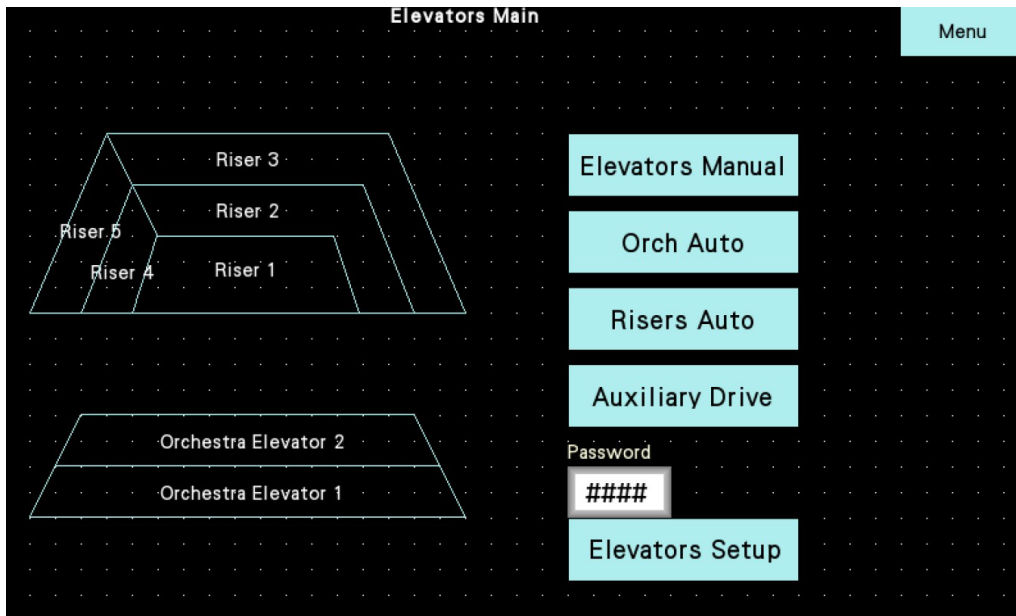 Elevators Main
Menu
Riser 3
Riser 2
Riser 5
Riser 4
Riser 1
Orchestra Elevator 2
Orchestra Elevator 1
Elevators Manual
Orch Auto
Risers Auto
Auxiliary Drive
Password
####
Elevators Setup